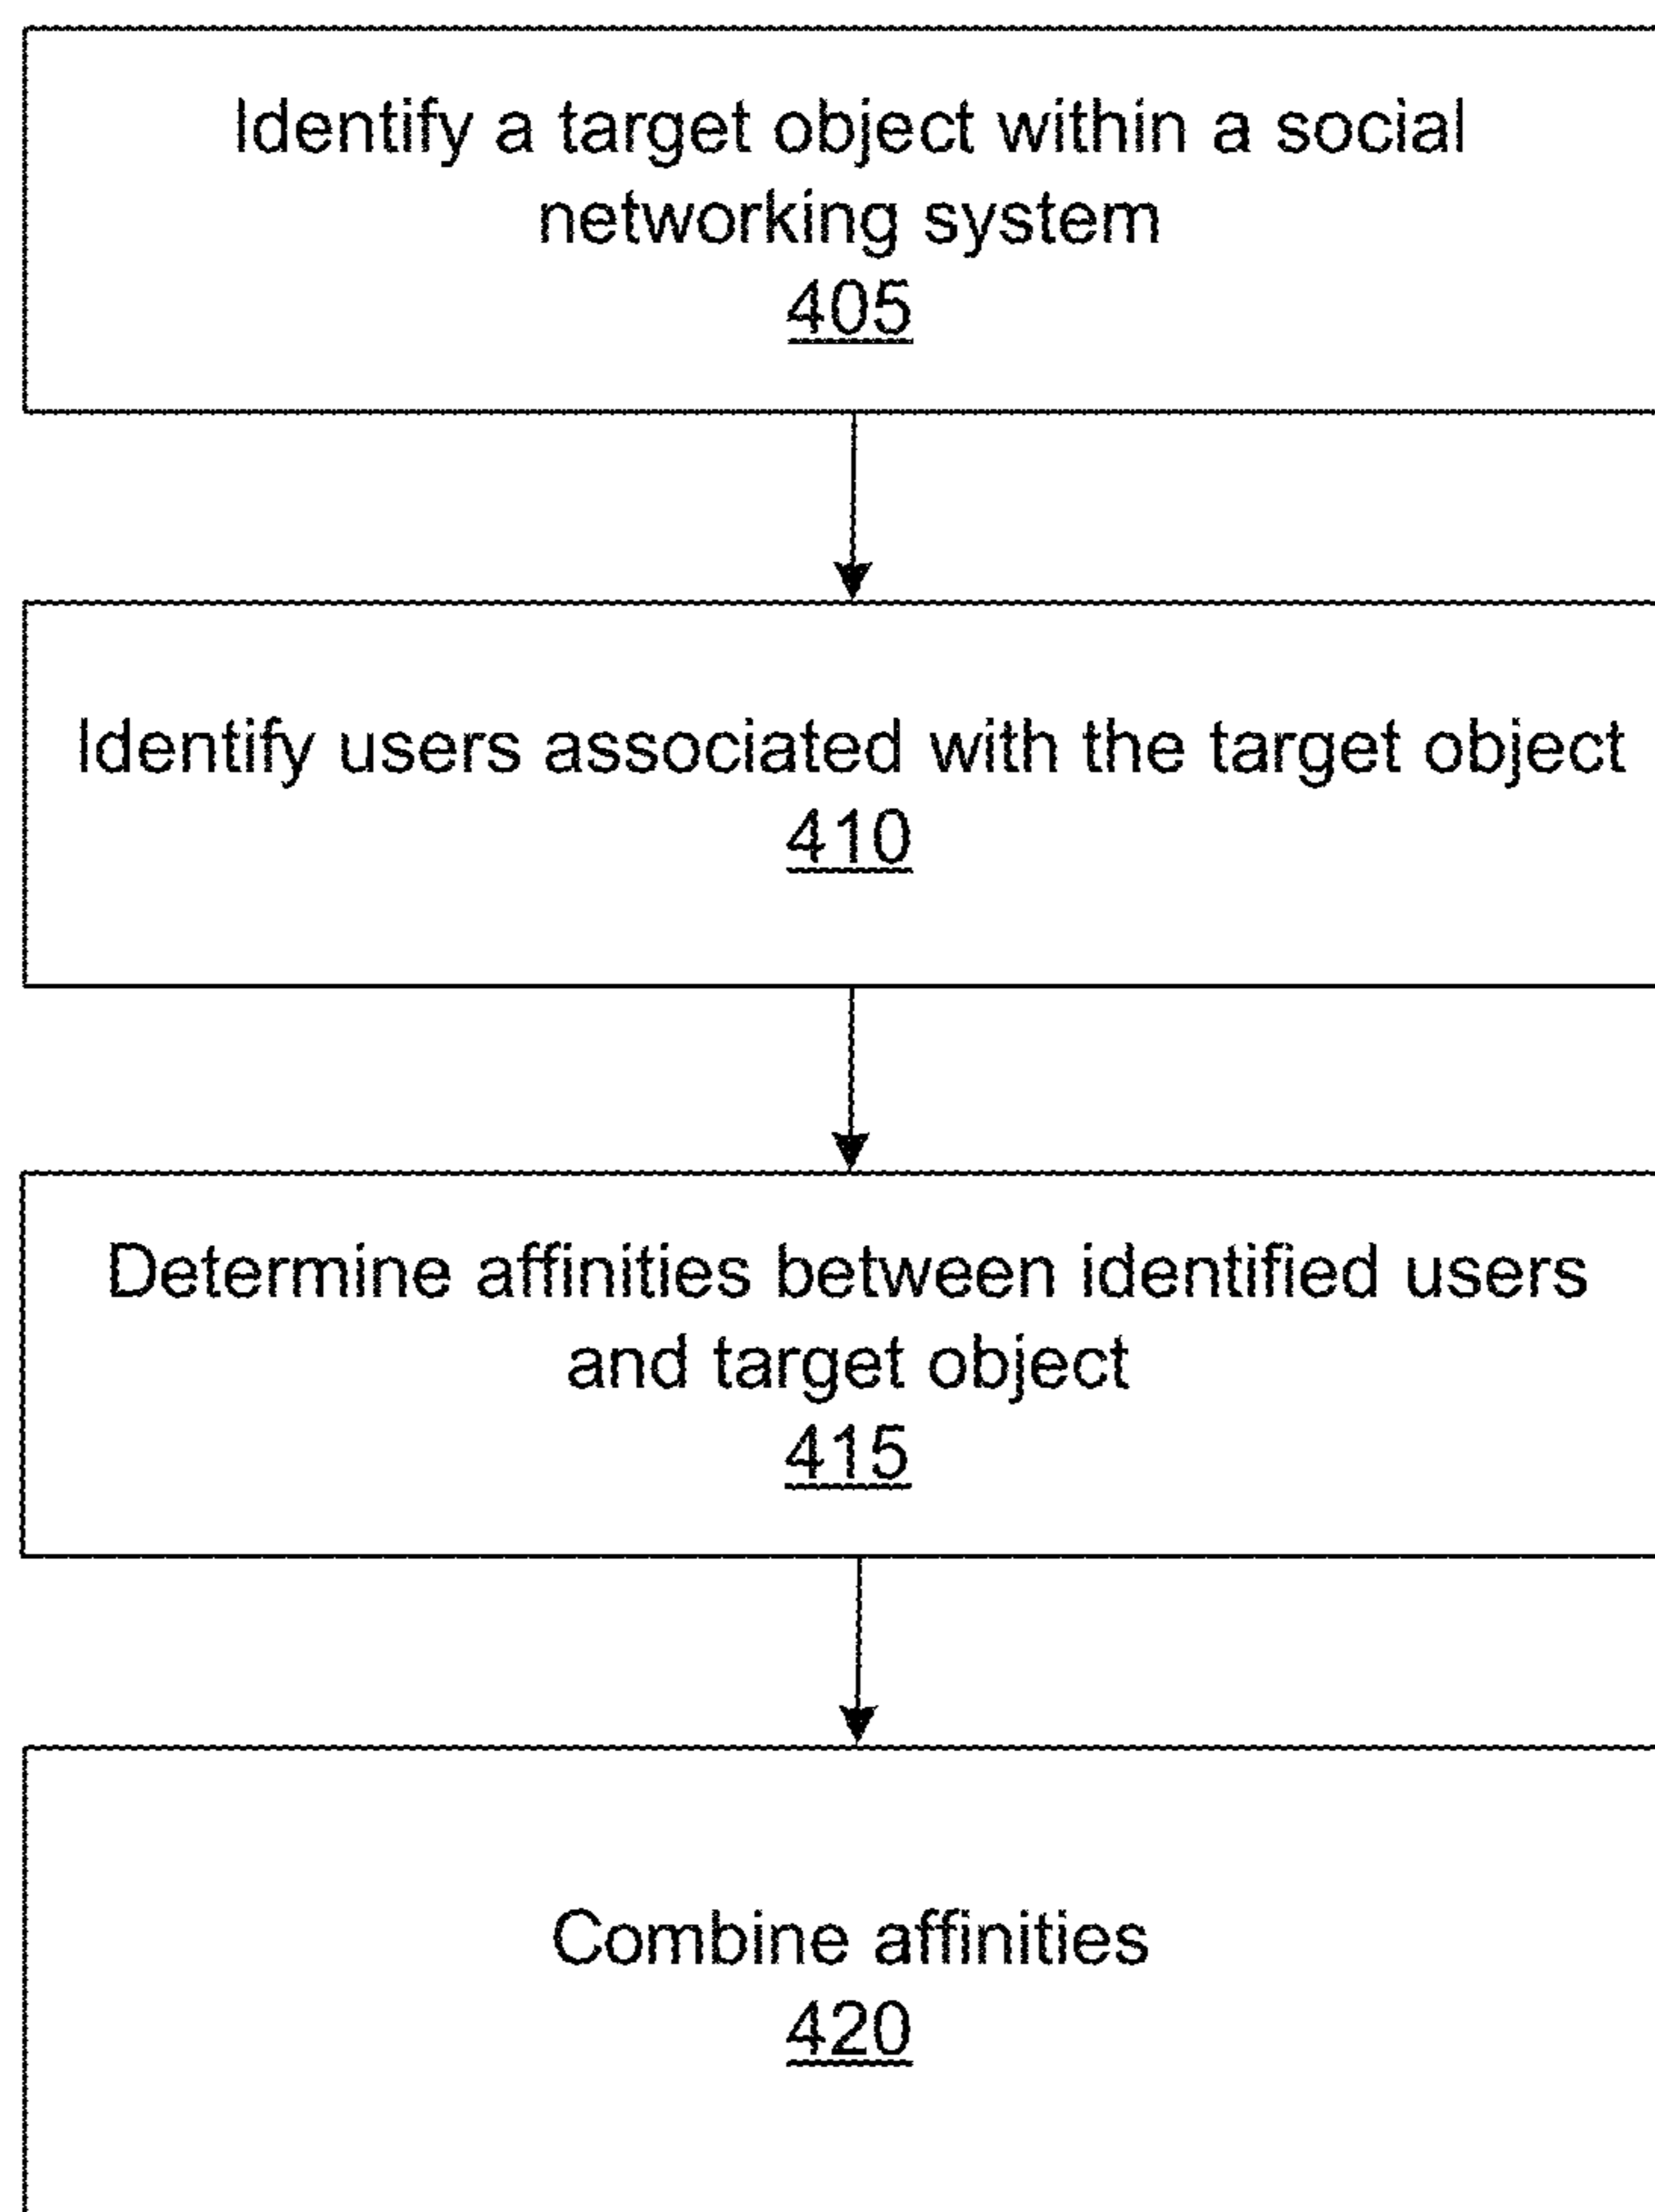 Identify a target object within a social
networking system
405
Identify users associated with the target object
410
Determine affinities between identified users
and target object
415
Combine affinities
420